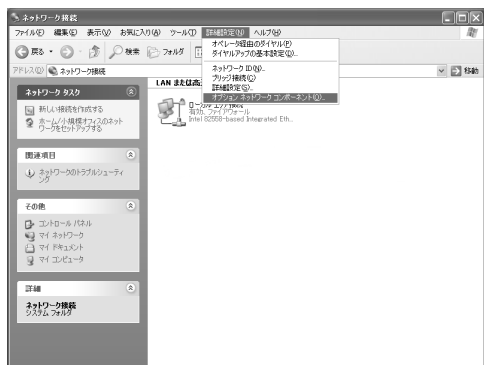 ネットワーク接続
ファイル(F) 編集(E) 表示(V) お気に入り(A) ツール(T) 詳細設定(N) ヘルプ(H)
オペレータ経由のダイヤル(P)
ダイヤルアップの基本設定(D)...
ネットワーク ID(N)...
ブリッジ接続(C)
詳細設定(S)...
オプション ネットワーク コンポーネント(O)...
戻る 検索 フォルダ
アドレス(D) ネットワーク接続 移動
LAN または高
ローカル エリア接続
有効, ファイアウォール
Intel 82558-based Integrated Eth...
ネットワーク タスク
新しい接続を作成する
ホーム/小規模オフィスのネット
ワークをセットアップする
関連項目
ネットワークのトラブルシューティ
ング
その他
コントロール パネル
マイ ネットワーク
マイ ドキュメント
マイ コンピュータ
詳細
ネットワーク接続
システム フォルダ